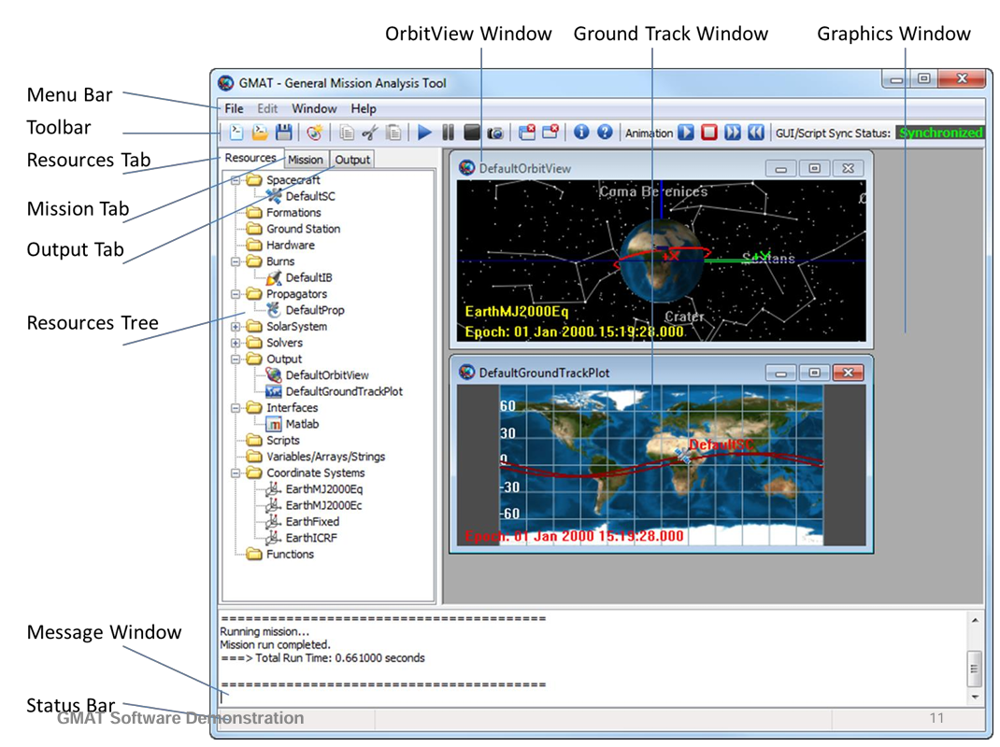 OrbitView Window
Ground Track Window
Graphics Window
Menu Bar
Toolbar
Resources Tab
Mission Tab
Output Tab
Resources Tree
Message Window
Status Bar
GMAT - General Mission Analysis Tool
File Edit Window Help
Animation GUI/Script Sync Status: Synchronized
Resources Mission Output
Spacecraft
DefaultSC
Formations
Ground Station
Hardware
Burns
DefaultIB
Propagators
DefaultProp
SolarSystem
Solvers
Output
DefaultOrbitView
DefaultGroundTrackPlot
Interfaces
Matlab
Scripts
Variables/Arrays/Strings
Coordinate Systems
EarthMJ2000Eq
EarthMJ2000Ec
EarthFixed
EarthICRF
Functions
DefaultOrbitView
Coma Berenices
C
+X
Sextans
+Y
Crater
EarthMJ2000Eq
Epoch: 01 Jan 2000 15:19:28.000
DefaultGroundTrackPlot
60
30
0
-30
-60
DefaultSC
Epoch: 01 Jan 2000 15:19:28.000
========================================
Running mission...
Mission run completed.
===> Total Run Time: 0.661000 seconds
========================================
GMAT Software Demonstration
11